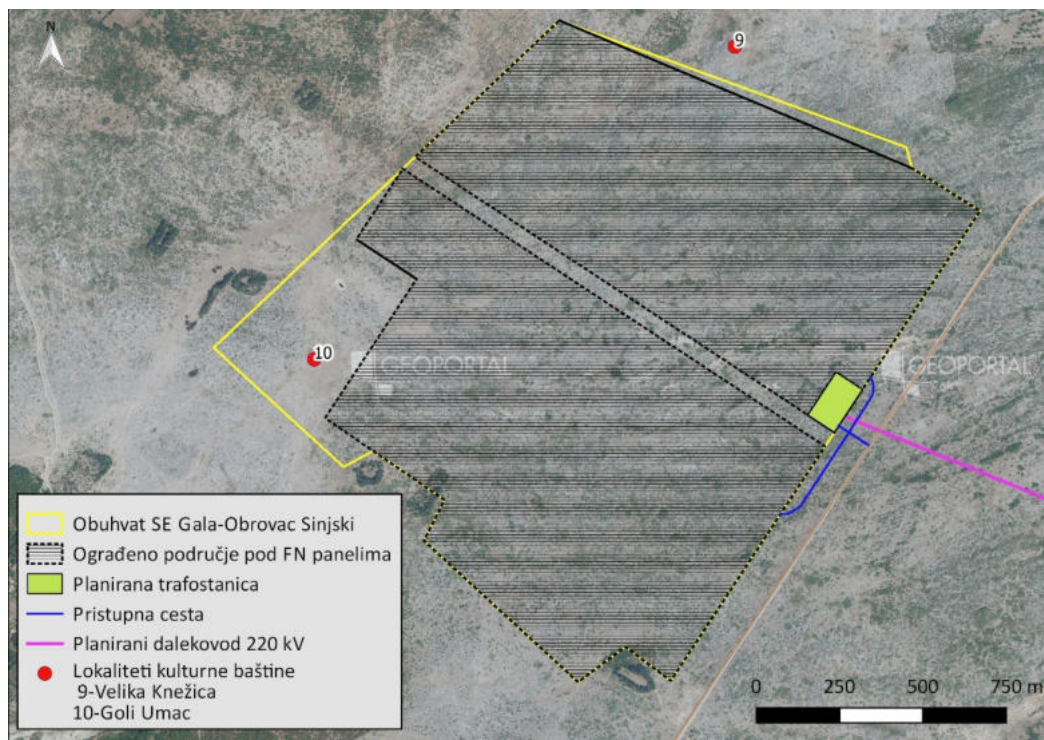 N
9
10
GEOPORTAL
GEOPORTAL
Obuhvat SE Gala-Obrovac Sinjski
Ograđeno područje pod FN panelima
Planirana trafostanica
Pristupna cesta
Planirani dalekovod 220 kV
Lokaliteti kulturne baštine
9-Velika Knežica
10-Goli Umac
0 250 500 750 m